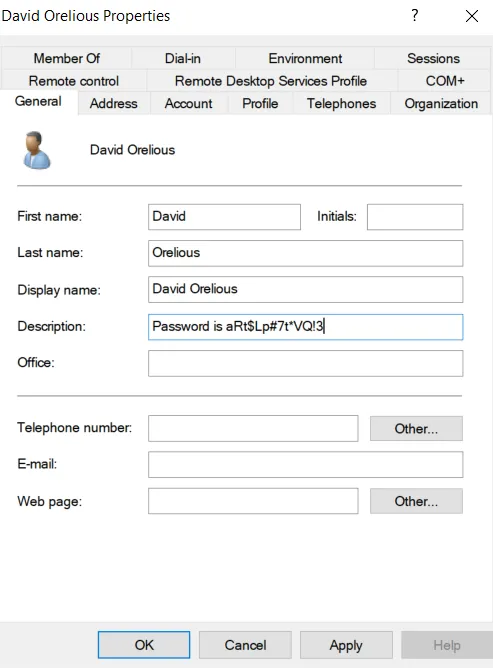 David Orelious Properties ?
Member Of Dial-in Environment Sessions
Remote control Remote Desktop Services Profile COM+
General Address Account Profile Telephones Organization
David Orelious
First name: David Initials:
Last name: Orelious
Display name: David Orelious
Description: Password is aRt$Lp#7t*VQ!3
Office:
Telephone number: Other...
E-mail:
Web page: Other...
OK Cancel Apply Help